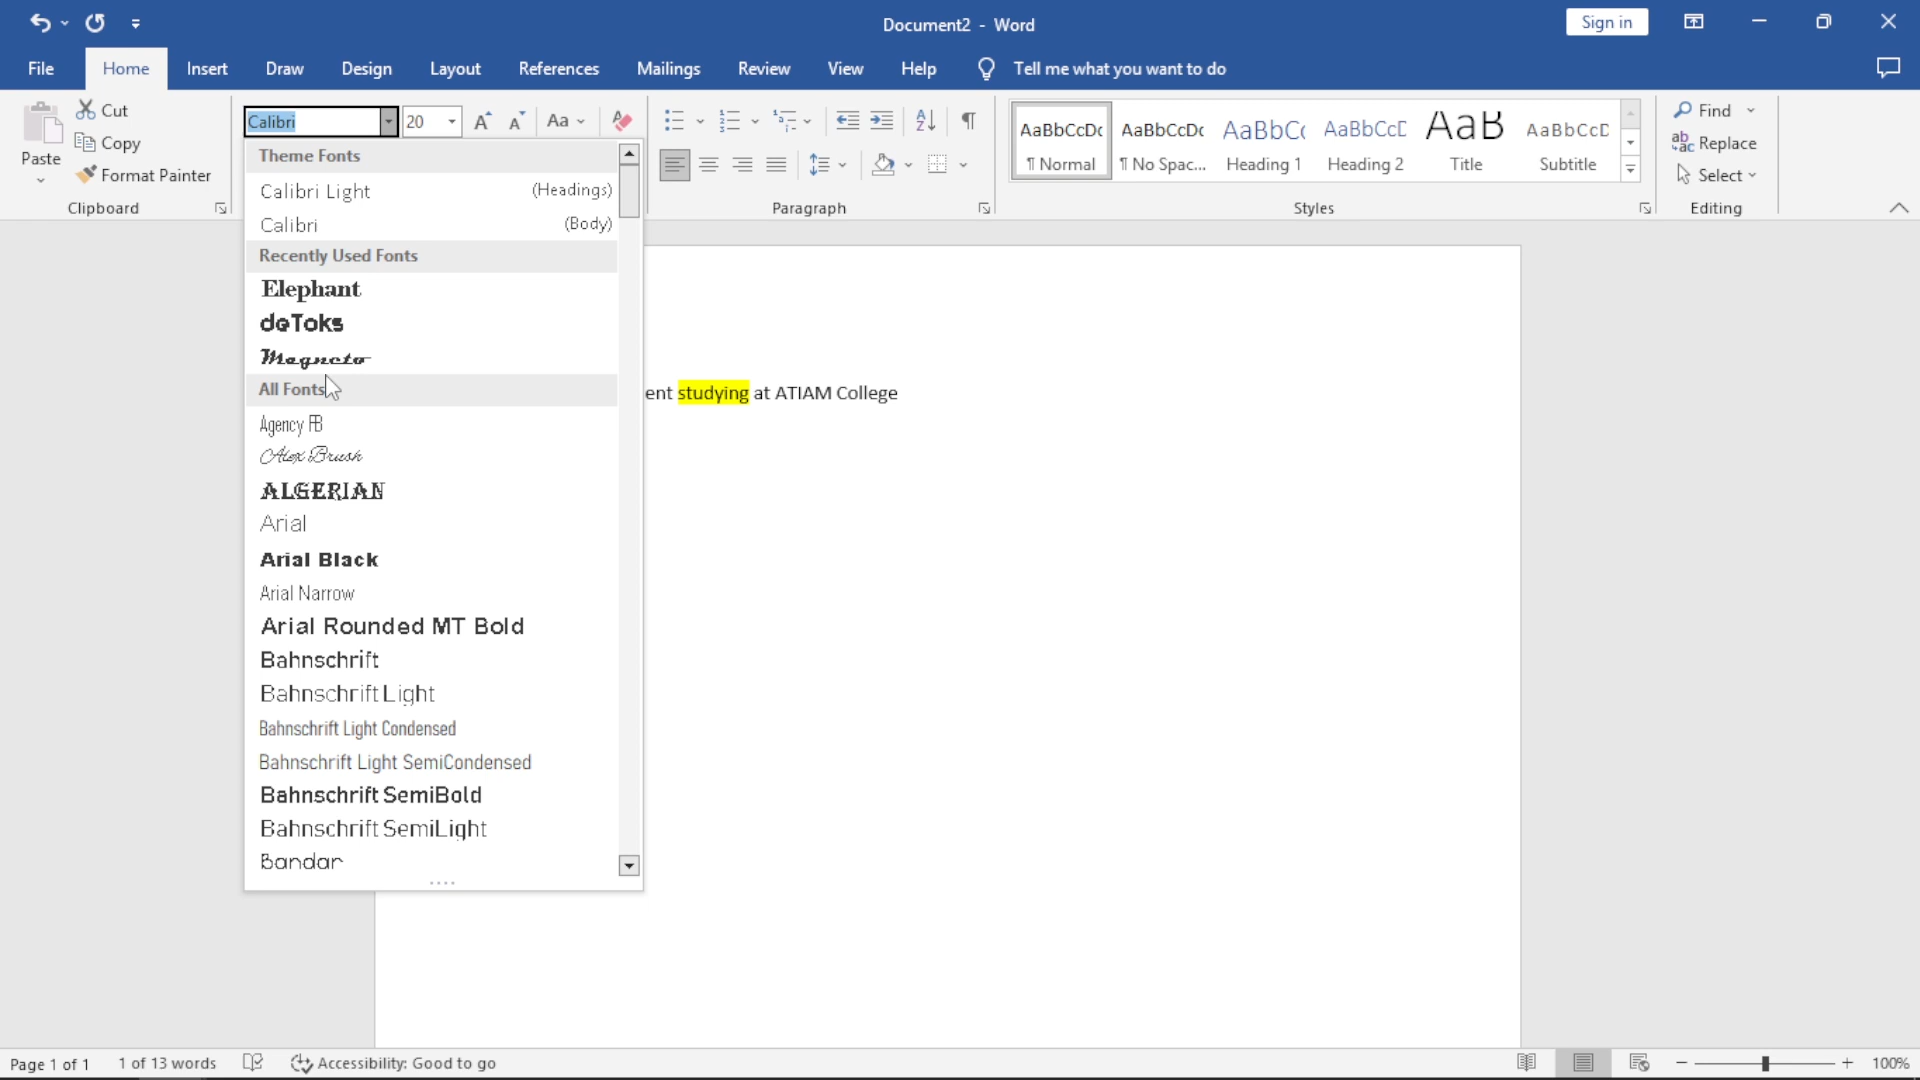 Document2 - Word
Sign in
File Home Insert Draw Design Layout References Mailings Review View Help Tell me what you want to do
Paste
Cut
Copy
Format Painter
Clipboard
Calibri 20 Aa
Theme Fonts
Calibri Light (Headings)
Calibri (Body)
Recently Used Fonts
Elephant
deToks
Magneto
All Fonts
Agency FB
Alex Brush
ALGERIAN
Arial
Arial Black
Arial Narrow
Arial Rounded MT Bold
Bahnschrift
Bahnschrift Light
Bahnschrift Light Condensed
Bahnschrift Light SemiCondensed
Bahnschrift SemiBold
Bahnschrift SemiLight
Bandar
Paragraph
AaBbCcDc AaBbCcDc AaBbCc AaBbCcD AaB AaBbCcD
¶ Normal ¶ No Spac... Heading 1 Heading 2 Title Subtitle
Styles
Find
Replace
Select
Editing
ent studying at ATIAM College
Page 1 of 1 1 of 13 words Accessibility: Good to go 100%